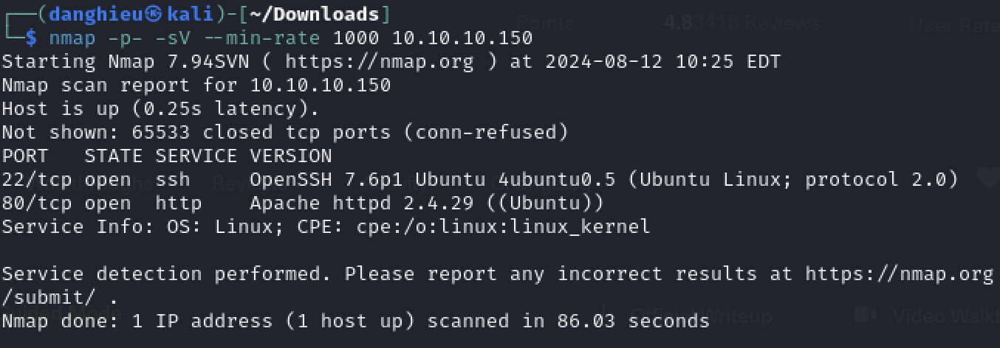 ┌──(danghieu㉿kali)-[~/Downloads]
└─$ nmap -p- -sV --min-rate 1000 10.10.10.150
Starting Nmap 7.94SVN ( https://nmap.org ) at 2024-08-12 10:25 EDT
Nmap scan report for 10.10.10.150
Host is up (0.25s latency).
Not shown: 65533 closed tcp ports (conn-refused)
PORT   STATE SERVICE VERSION
22/tcp open  ssh     OpenSSH 7.6p1 Ubuntu 4ubuntu0.5 (Ubuntu Linux; protocol 2.0)
80/tcp open  http    Apache httpd 2.4.29 ((Ubuntu))
Service Info: OS: Linux; CPE: cpe:/o:linux:linux_kernel
Service detection performed. Please report any incorrect results at https://nmap.org
/submit/ .
Nmap done: 1 IP address (1 host up) scanned in 86.03 seconds
Points
4.83418 Reviews